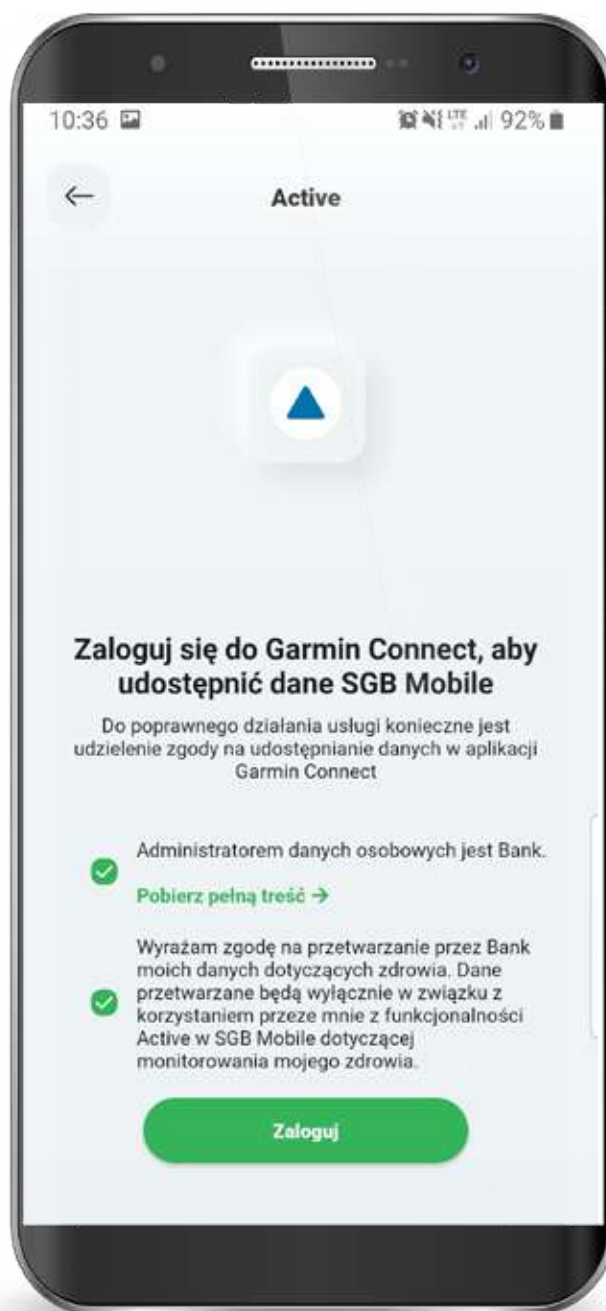 10:36
LTE
92%
Active
Zaloguj się do Garmin Connect, aby
udostępnić dane SGB Mobile
Do poprawnego działania usługi konieczne jest
udzielenie zgody na udostępnianie danych w aplikacji
Garmin Connect
Administratorem danych osobowych jest Bank.
Pobierz pełną treść →
Wyrażam zgodę na przetwarzanie przez Bank
moich danych dotyczących zdrowia. Dane
przetwarzane będą wyłącznie w związku z
korzystaniem przeze mnie z funkcjonalności
Active w SGB Mobile dotyczącej
monitorowania mojego zdrowia.
Zaloguj